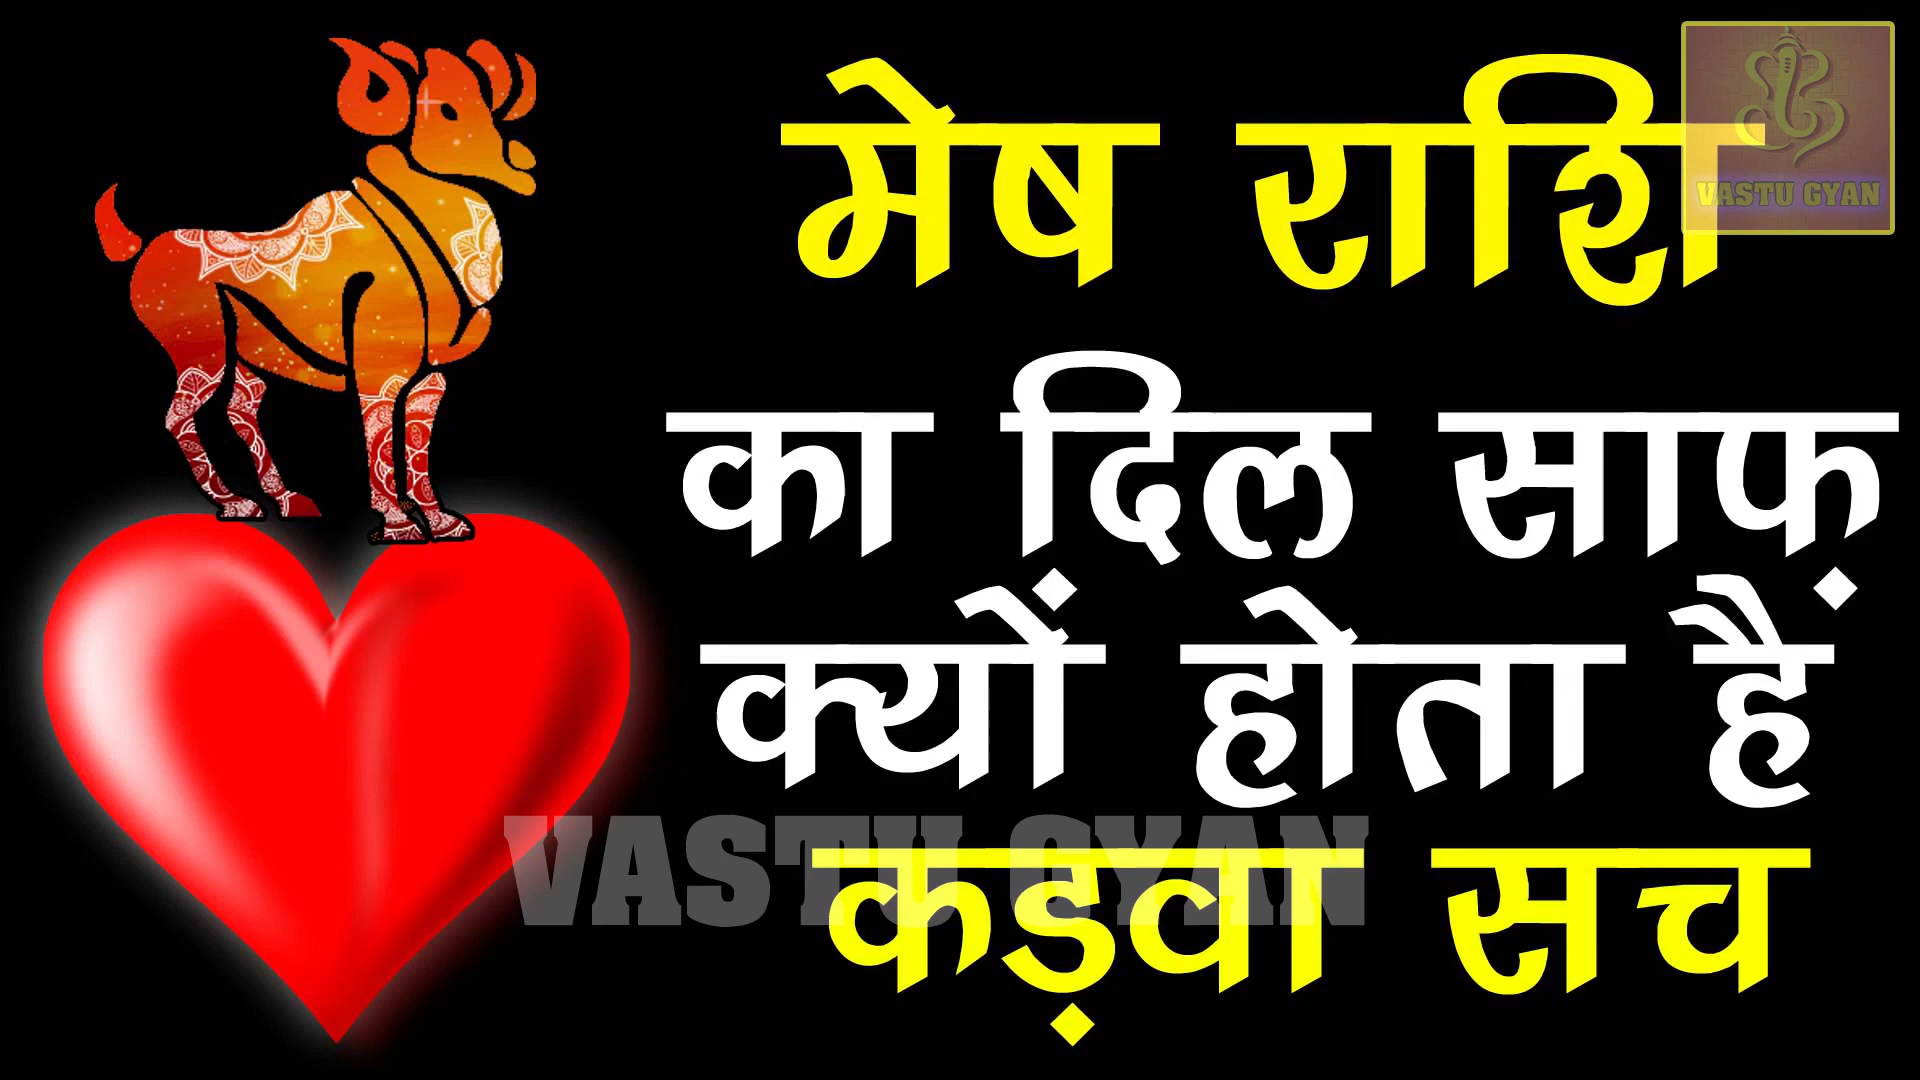 मेष राशि
VASTU GYAN
का दिल साफ़
क्यों होता हैं
VASTU GYAN
कड़वा सच